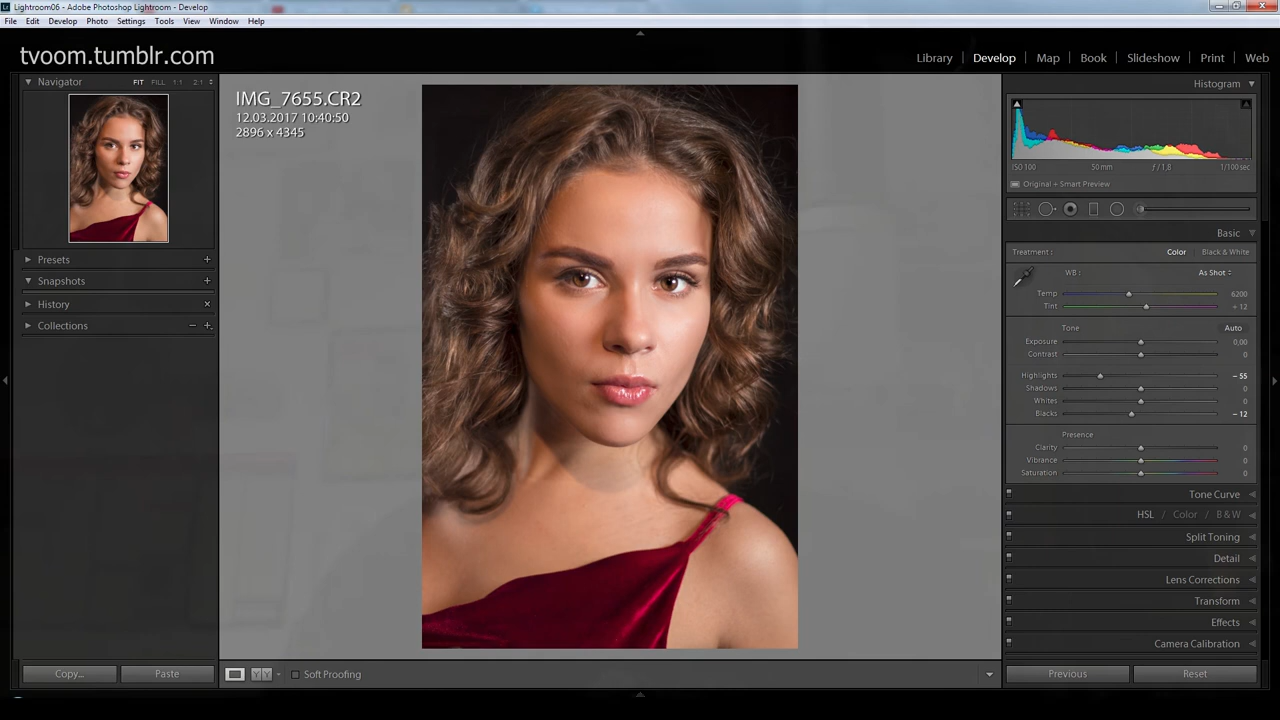 Lightroom06 - Adobe Photoshop Lightroom - Develop
File Edit Develop Photo Settings Tools View Window Help
tvoom.tumblr.com
Library | Develop | Map | Book | Slideshow | Print | Web
Navigator FIT FILL 1:1 2:1
Presets
Snapshots
History
Collections
Copy... Paste
IMG_7655.CR2
12.03.2017 10:40:50
2896 x 4345
Soft Proofing
Histogram
ISO 100 50mm ƒ / 1,8 1/100 sec
Original + Smart Preview
Basic
Treatment : Color Black & White
WB : As Shot
Temp 6200
Tint + 12
Tone Auto
Exposure 0,00
Contrast 0
Highlights − 55
Shadows 0
Whites 0
Blacks − 12
Presence
Clarity 0
Vibrance 0
Saturation 0
Tone Curve
HSL / Color / B & W
Split Toning
Detail
Lens Corrections
Transform
Effects
Camera Calibration
Previous Reset